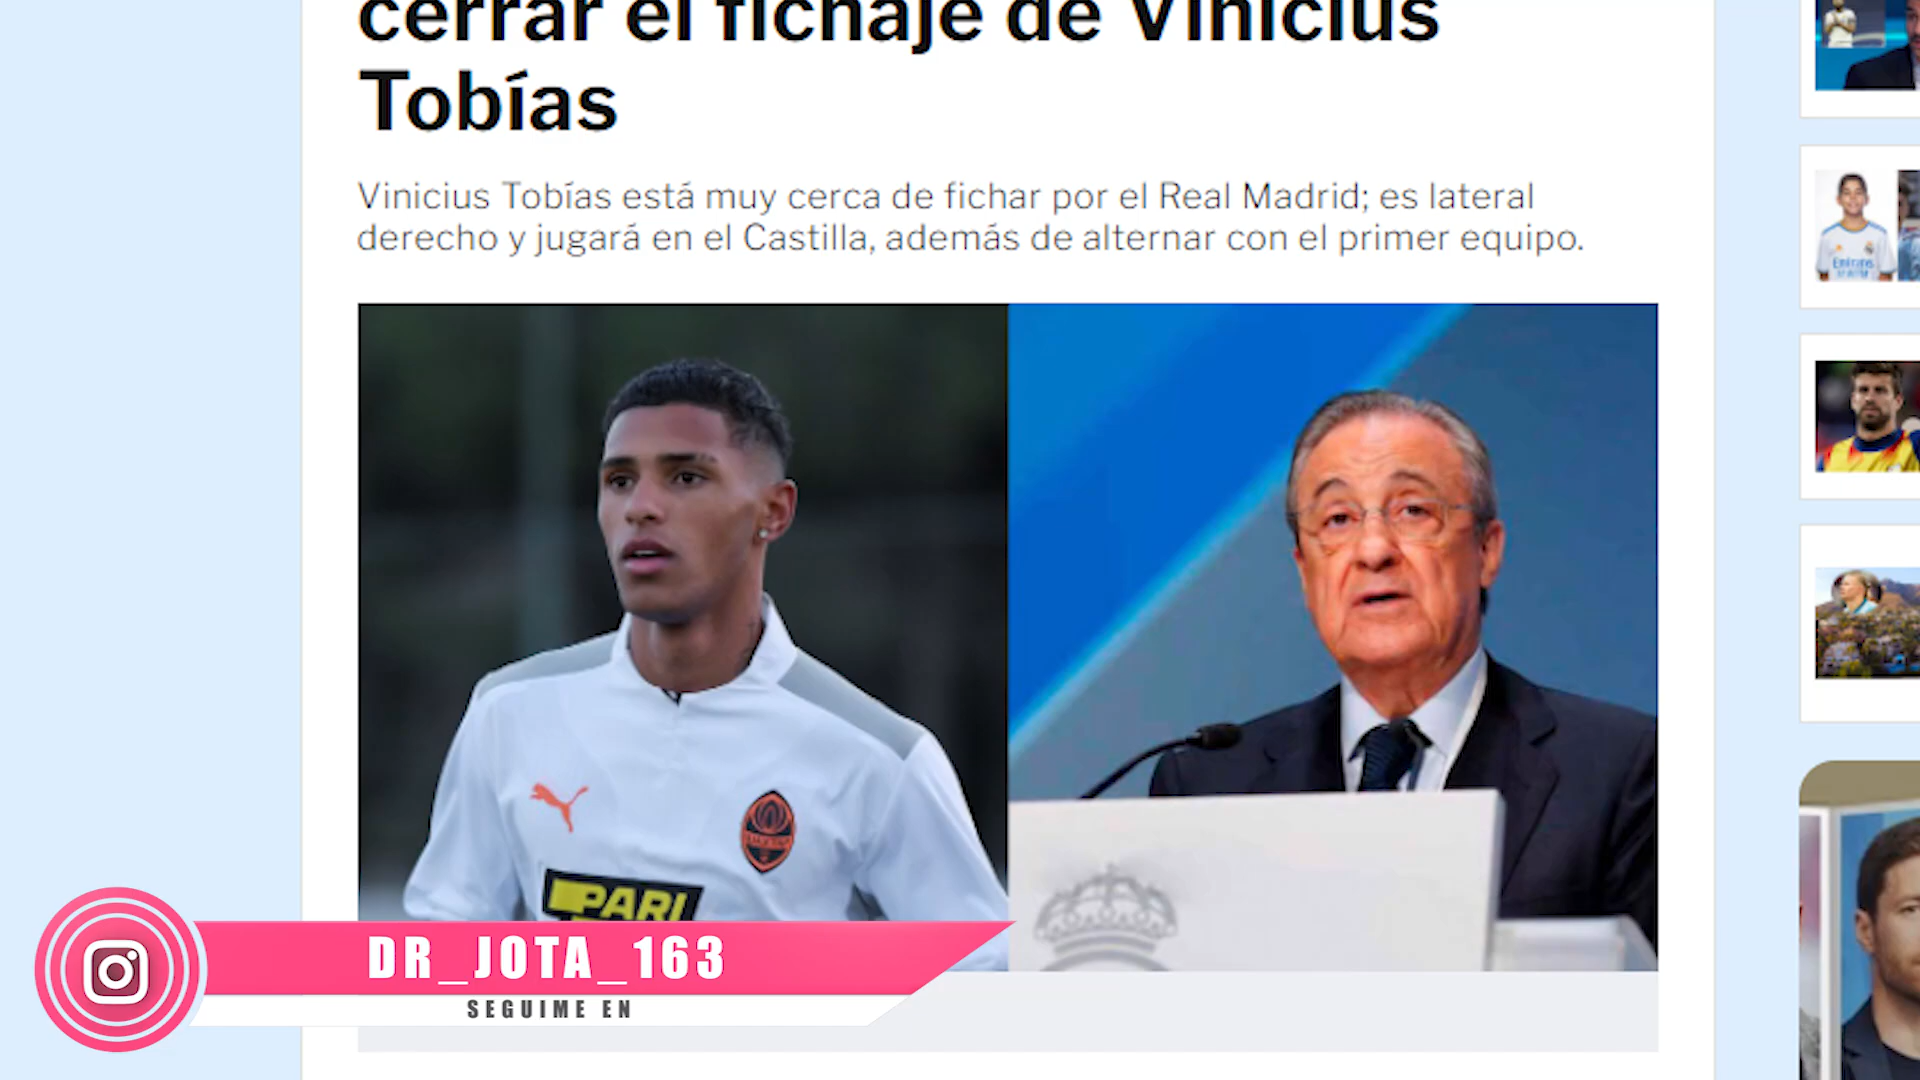 cerrar el fichaje de Vinicius
Tobías
Vinicius Tobías está muy cerca de fichar por el Real Madrid; es lateral
derecho y jugará en el Castilla, además de alternar con el primer equipo.
PARI
DR_JOTA_163
SEGUIME EN